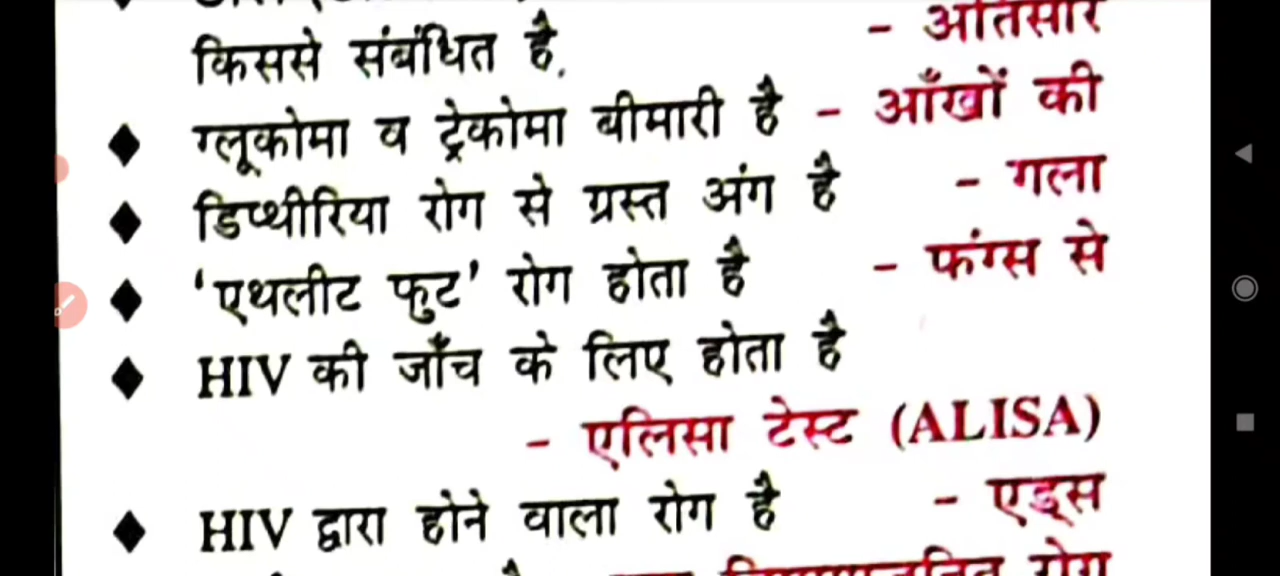 किससे संबंधित है. - अतिसार
◆ ग्लूकोमा व ट्रेकोमा बीमारी है - आँखों की
◆ डिप्थीरिया रोग से ग्रस्त अंग है - गला
◆ ‘एथलीट फुट’ रोग होता है - फंग्स से
◆ HIV की जाँच के लिए होता है
- एलिसा टेस्ट (ALISA)
◆ HIV द्वारा होने वाला रोग है - एड्स
रोग